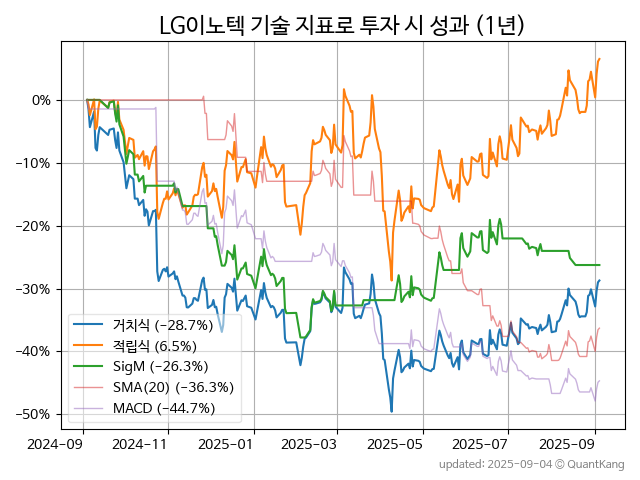 LG이노텍 기술 지표로 투자 시 성과 (1년)
0%
−10%
−20%
−30%
−40%
−50%
거치식 (−28.7%)
적립식 (6.5%)
SigM (−26.3%)
SMA(20) (−36.3%)
MACD (−44.7%)
2024-09
2024-11
2025-01
2025-03
2025-05
2025-07
2025-09
updated: 2025-09-04 © QuantKang